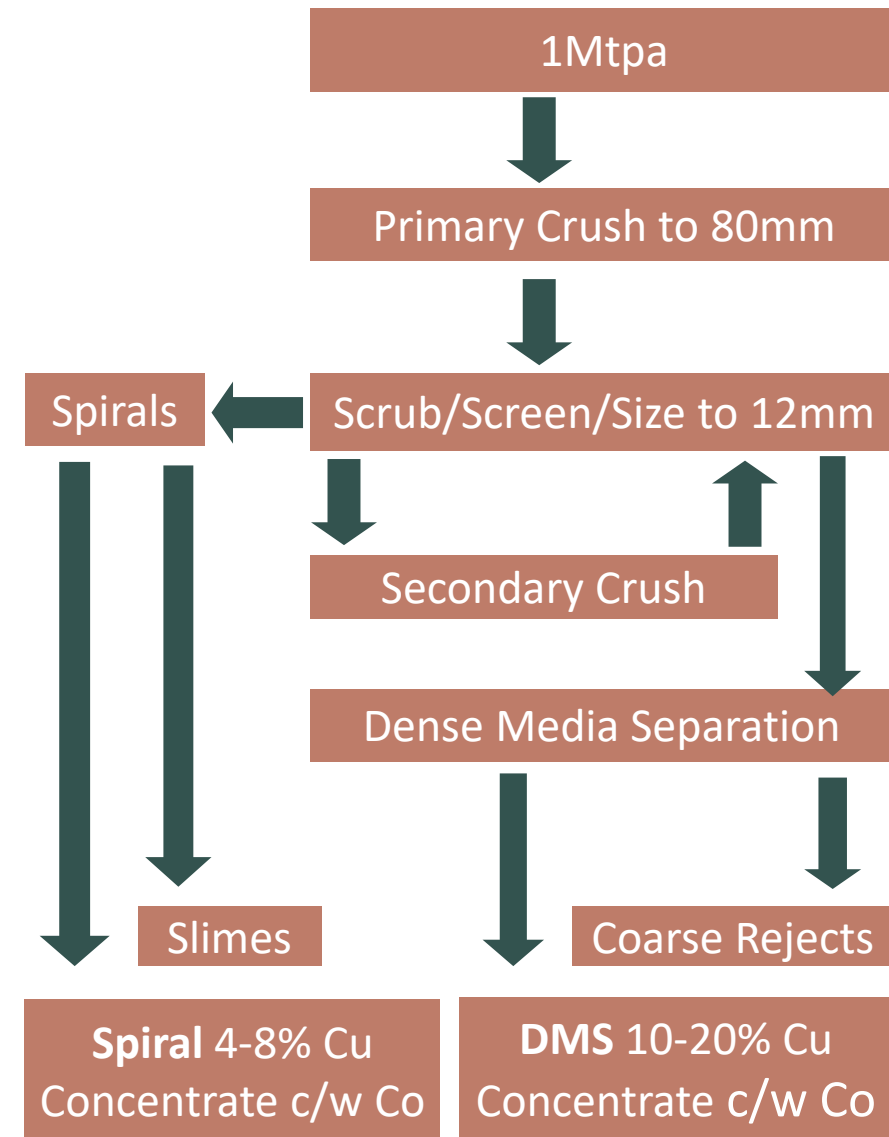 1Mtpa
Primary Crush to 80mm
Spirals
Scrub/Screen/Size to 12mm
Secondary Crush
Dense Media Separation
Slimes
Coarse Rejects
Spiral 4-8% Cu
Concentrate c/w Co
DMS 10-20% Cu
Concentrate c/w Co